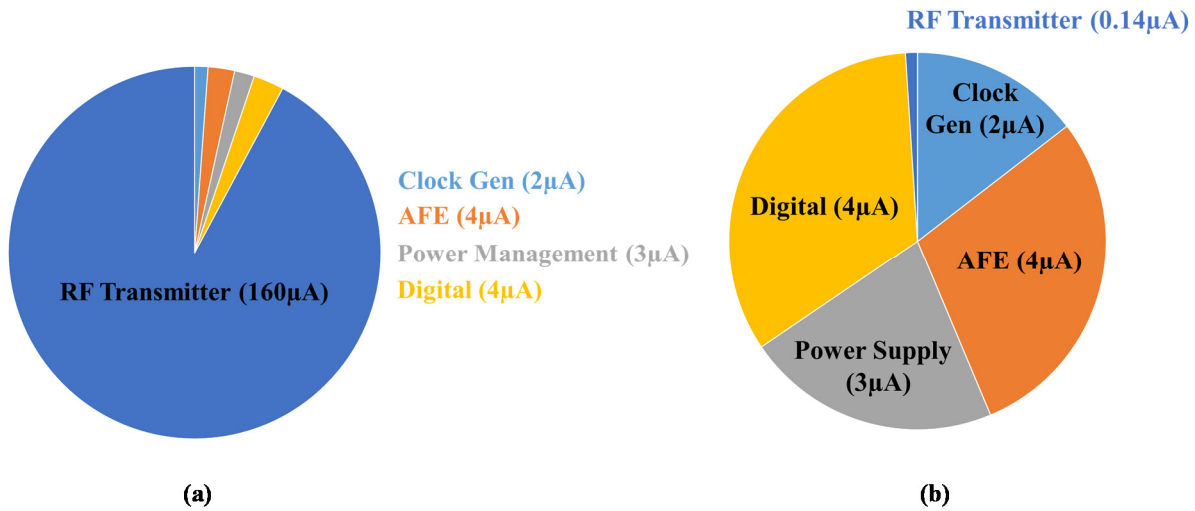 RF Transmitter (160μA)
Clock Gen (2μA)
AFE (4μA)
Power Management (3μA)
Digital (4μA)
(a)
RF Transmitter (0.14μA)
Clock
Gen (2μA)
Digital (4μA)
AFE (4μA)
Power Supply
(3μA)
(b)